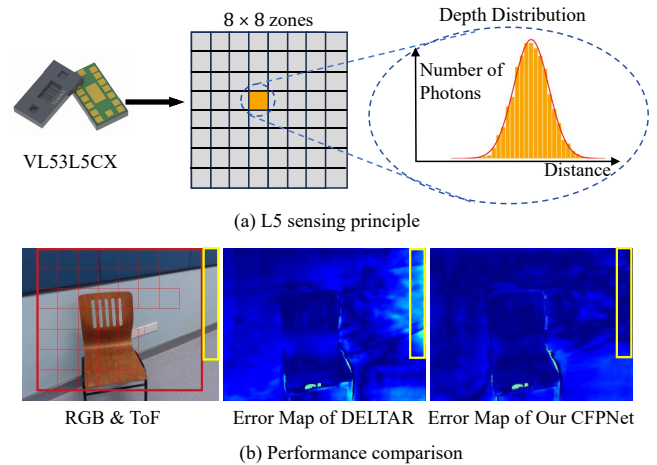 8 × 8 zones
Depth Distribution
Number of
Photons
VL53L5CX
Distance
(a) L5 sensing principle
RGB & ToF
Error Map of DELTAR
Error Map of Our CFPNet
(b) Performance comparison